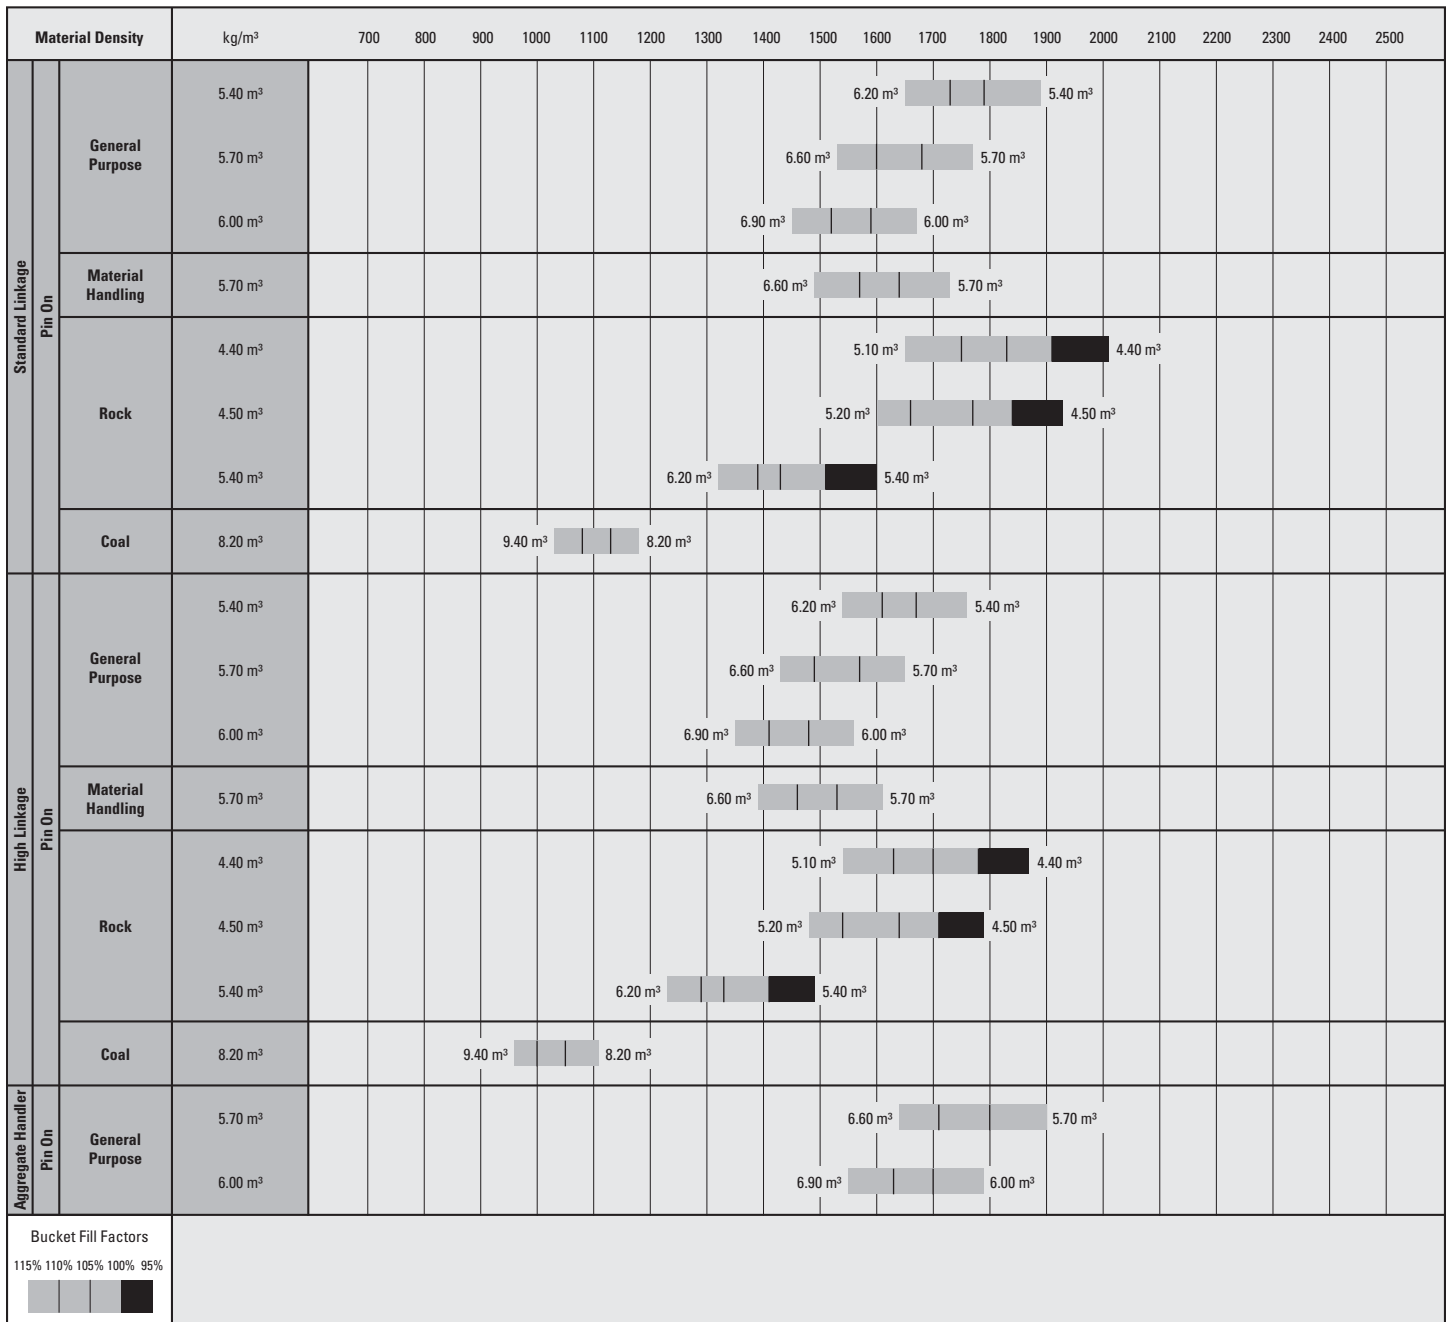 Material Density kg/m³ 700 800 900 1000 1100 1200 1300 1400 1500 1600 1700 1800 1900 2000 2100 2200 2300 2400 2500
Standard Linkage
Pin On
General
Purpose
5.40 m³ 6.20 m³ 5.40 m³
5.70 m³ 6.60 m³ 5.70 m³
6.00 m³ 6.90 m³ 6.00 m³
Material
Handling
5.70 m³ 6.60 m³ 5.70 m³
Rock
4.40 m³ 5.10 m³ 4.40 m³
4.50 m³ 5.20 m³ 4.50 m³
5.40 m³ 6.20 m³ 5.40 m³
Coal 8.20 m³ 9.40 m³ 8.20 m³
High Linkage
Pin On
General
Purpose
5.40 m³ 6.20 m³ 5.40 m³
5.70 m³ 6.60 m³ 5.70 m³
6.00 m³ 6.90 m³ 6.00 m³
Material
Handling
5.70 m³ 6.60 m³ 5.70 m³
Rock
4.40 m³ 5.10 m³ 4.40 m³
4.50 m³ 5.20 m³ 4.50 m³
5.40 m³ 6.20 m³ 5.40 m³
Coal 8.20 m³ 9.40 m³ 8.20 m³
Aggregate Handler
Pin On
General
Purpose
5.70 m³ 6.60 m³ 5.70 m³
6.00 m³ 6.90 m³ 6.00 m³
Bucket Fill Factors
115% 110% 105% 100% 95%